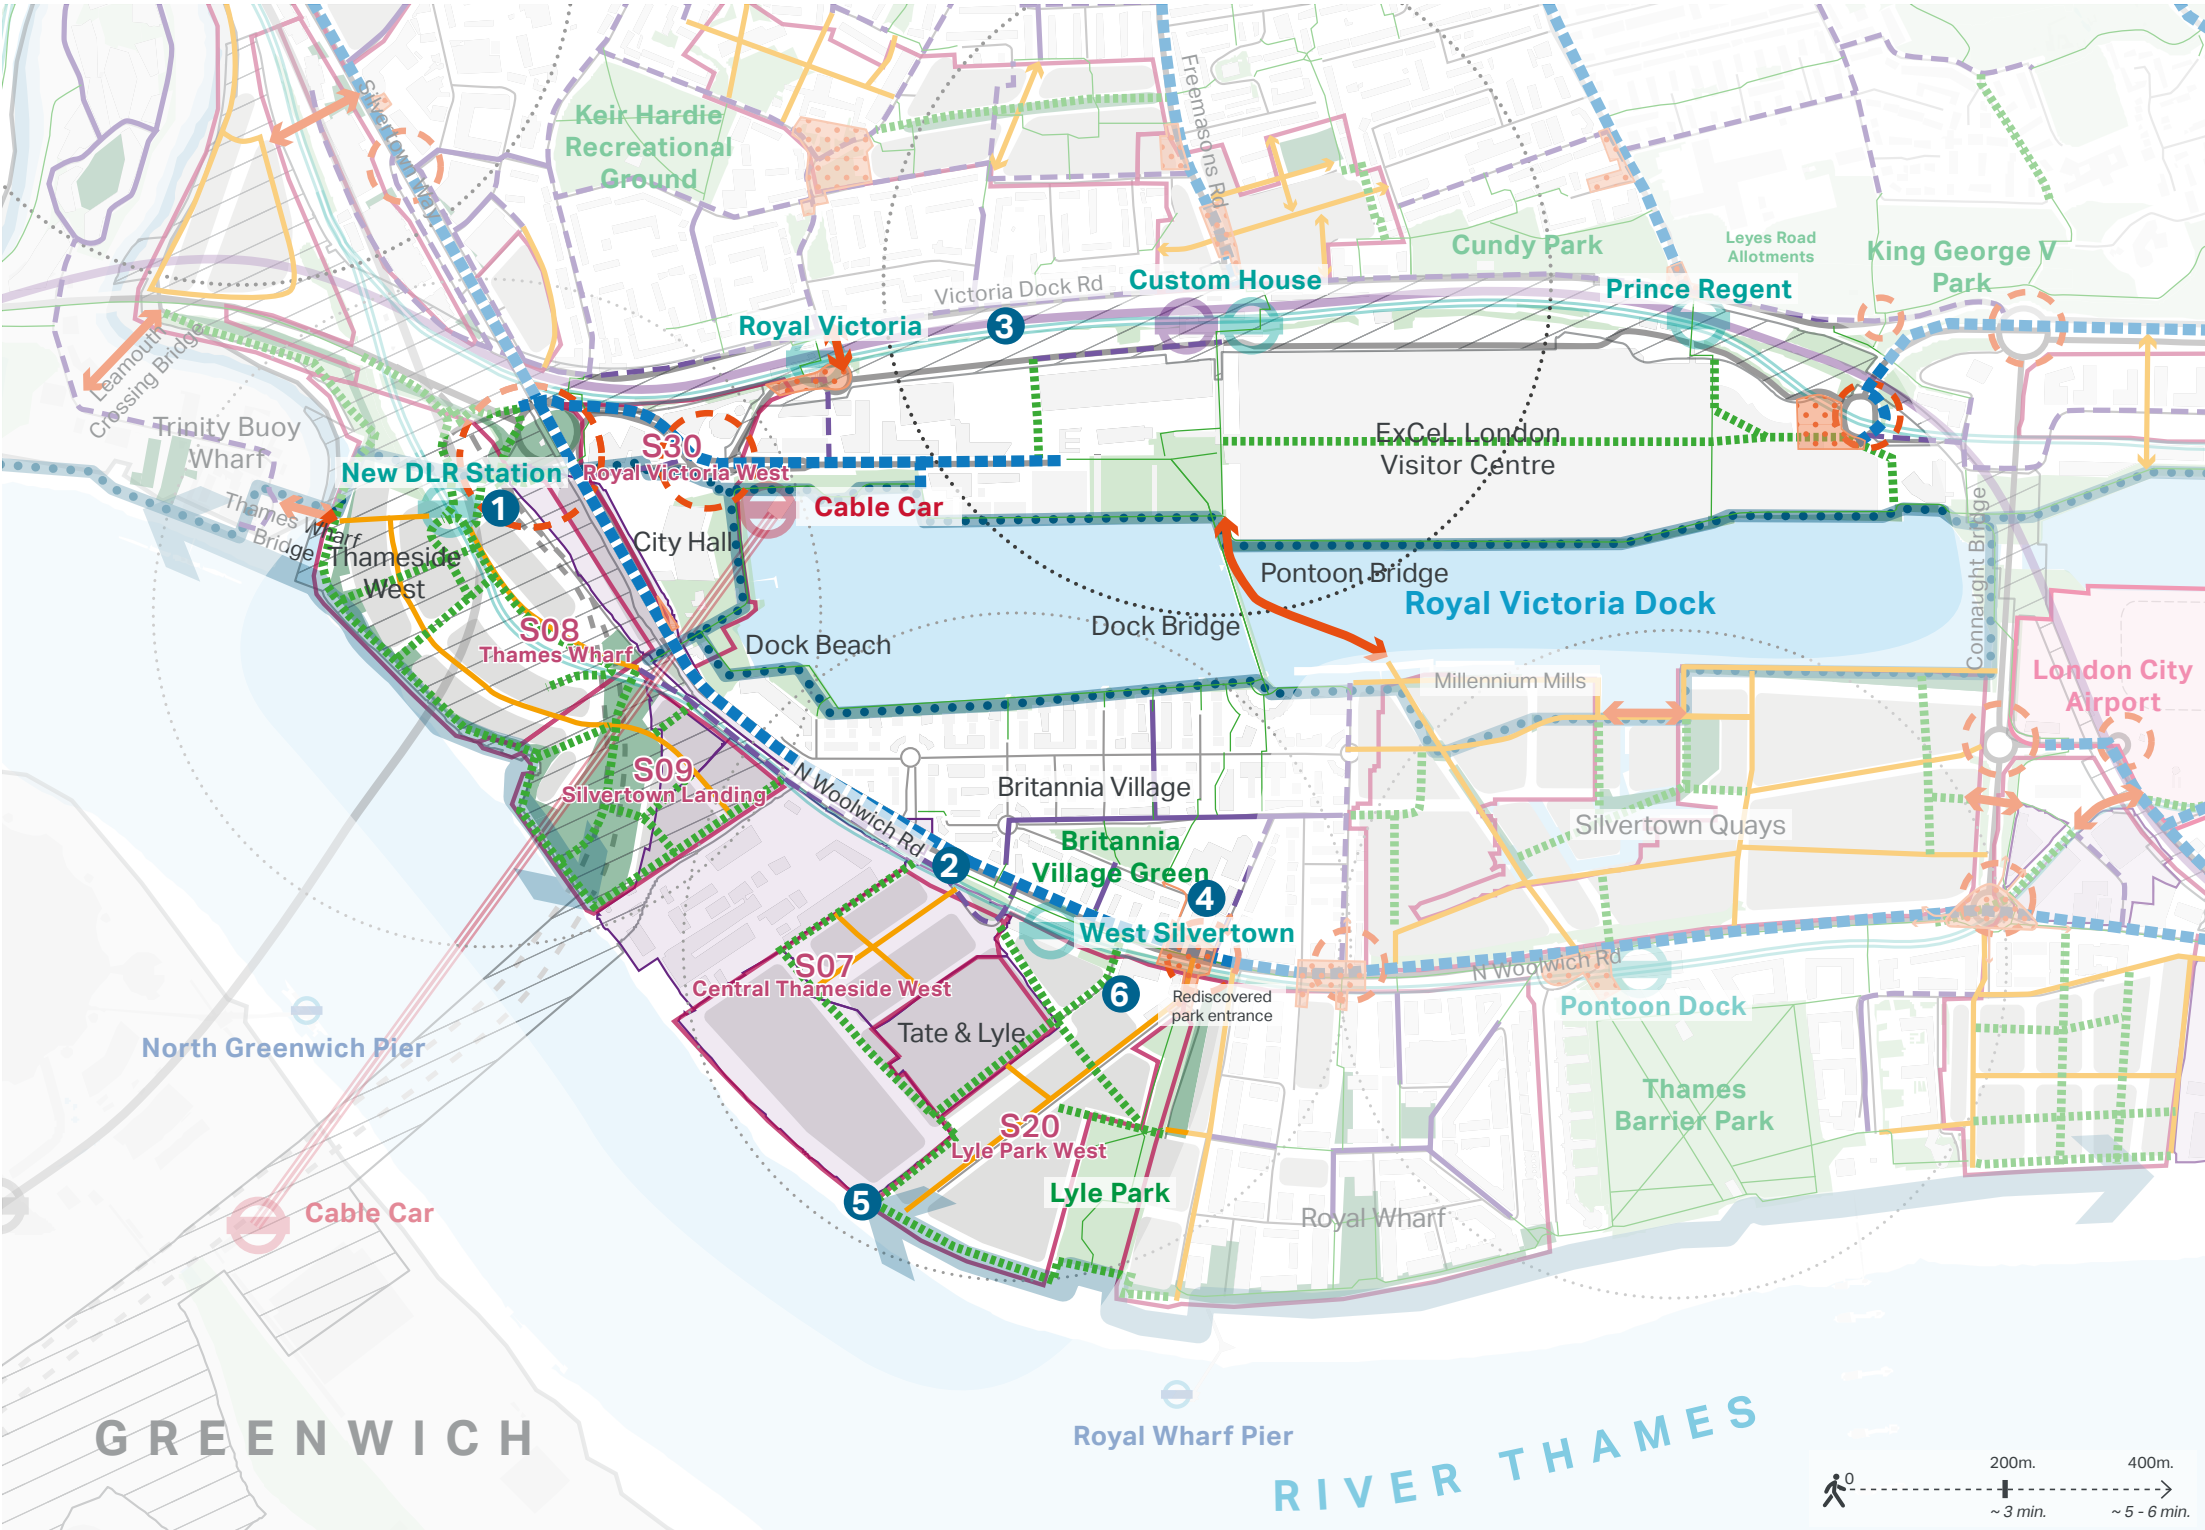 Silvertown Way
Keir Hardie
Recreational
Ground
Freemasons Rd
Cundy Park
Leyes Road
Allotments
King George V
Park
Victoria Dock Rd
Custom House
Prince Regent
Royal Victoria
3
Leamouth
Crossing Bridge
Trinity Buoy
Wharf
S30
Royal Victoria West
New DLR Station
1
Cable Car
ExCeL London
Visitor Centre
Thames Wharf
Bridge
Thameside
West
City Hall
Pontoon Bridge
Royal Victoria Dock
Connaught Bridge
S08
Thames Wharf
Dock Beach
Dock Bridge
Millennium Mills
London City
Airport
S09
Silvertown Landing
N Woolwich Rd
Britannia Village
Silvertown Quays
Britannia
Village Green
2
4
West Silvertown
S07
Central Thameside West
6
Rediscovered
park entrance
N Woolwich Rd
Pontoon Dock
Tate & Lyle
North Greenwich Pier
Thames
Barrier Park
S20
Lyle Park West
Lyle Park
5
Royal Wharf
Cable Car
GREENWICH
Royal Wharf Pier
RIVER THAMES
0
200m.
400m.
~ 3 min.
~ 5 - 6 min.